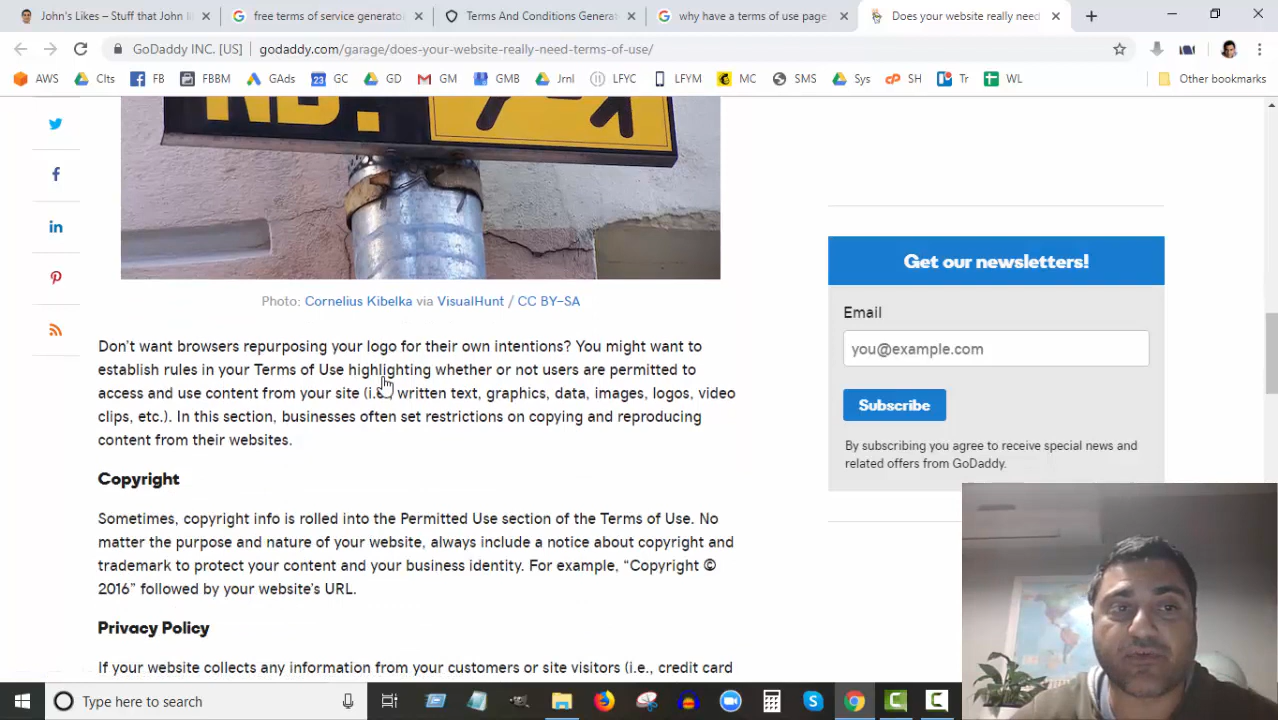 John's Likes – Stuff that John li
free terms of service generator
Terms And Conditions Generat
why have a terms of use page
Does your website really need
GoDaddy INC. [US] godaddy.com/garage/does-your-website-really-need-terms-of-use/
AWS Clts FB FBBM GAds GC GD GM GMB Jrnl LFYC LFYM MC SMS Sys SH Tr WL Other bookmarks
Photo: Cornelius Kibelka via VisualHunt / CC BY-SA
Don't want browsers repurposing your logo for their own intentions? You might want to
establish rules in your Terms of Use highlighting whether or not users are permitted to
access and use content from your site (i.e., written text, graphics, data, images, logos, video
clips, etc.). In this section, businesses often set restrictions on copying and reproducing
content from their websites.
Copyright
Sometimes, copyright info is rolled into the Permitted Use section of the Terms of Use. No
matter the purpose and nature of your website, always include a notice about copyright and
trademark to protect your content and your business identity. For example, “Copyright ©
2016” followed by your website's URL.
Privacy Policy
If your website collects any information from your customers or site visitors (i.e., credit card
Get our newsletters!
Email
you@example.com
Subscribe
By subscribing you agree to receive special news and
related offers from GoDaddy.
Type here to search